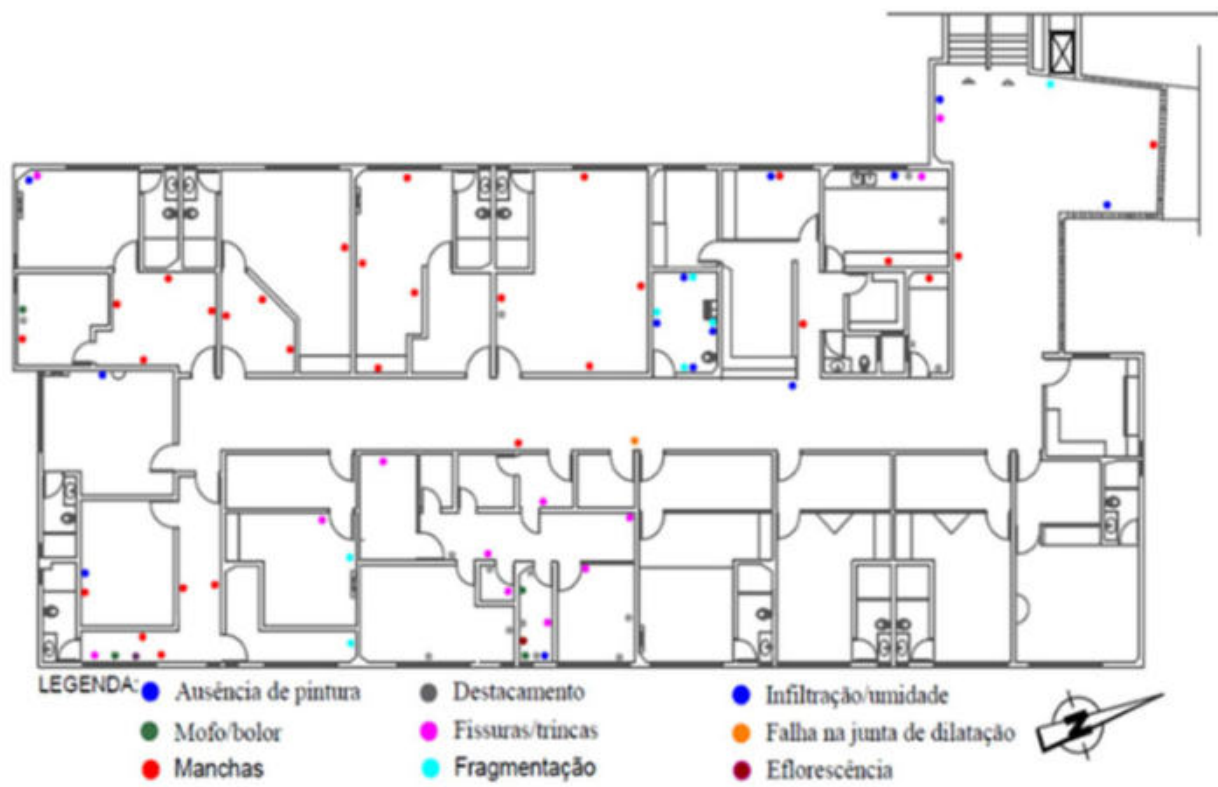 LEGENDA:
Ausência de pintura
Destacamento
Infiltração/umidade
Mofo/bolor
Fissuras/trincas
Falha na junta de dilatação
Manchas
Fragmentação
Eflorescência
N